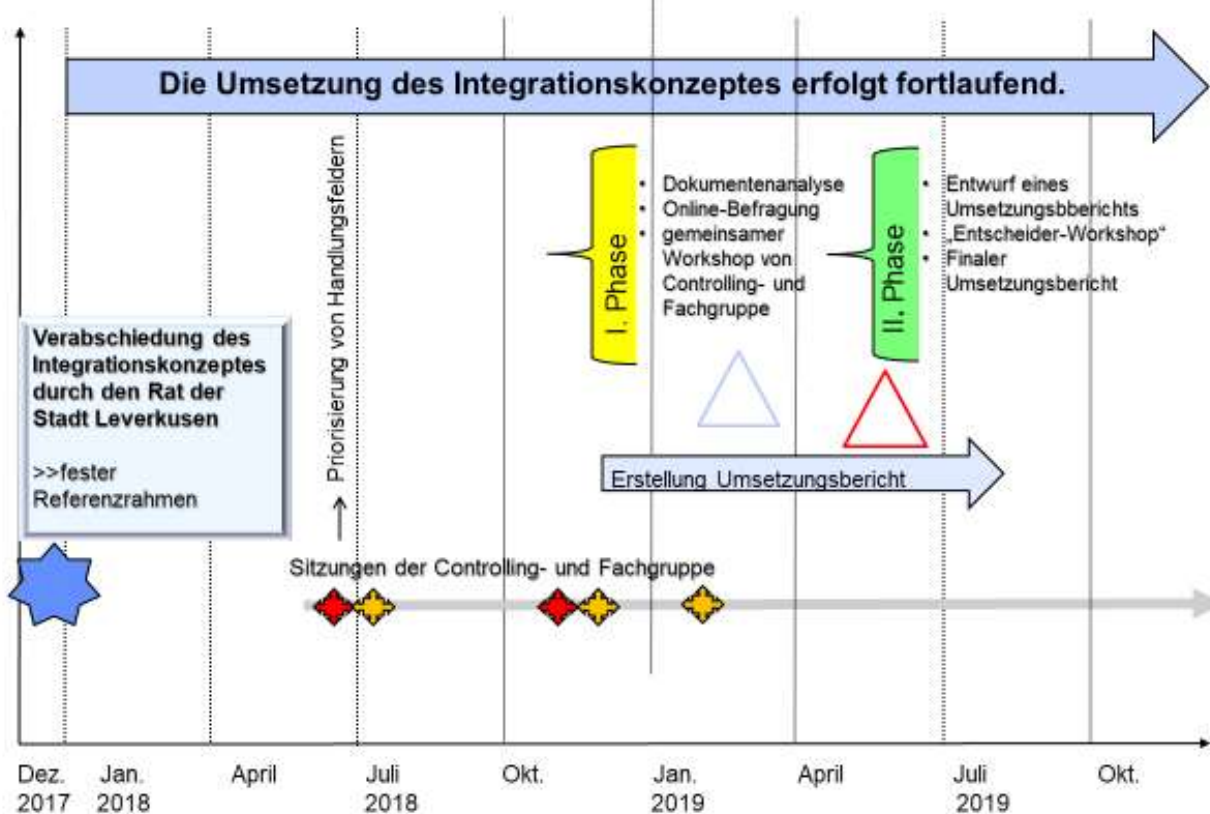 Die Umsetzung des Integrationskonzeptes erfolgt fortlaufend.
Priorisierung von Handlungsfeldern
I. Phase
• Dokumentenanalyse
• Online-Befragung
• gemeinsamer
Workshop von
Controlling- und
Fachgruppe
II. Phase
• Entwurf eines
Umsetzungsbberichts
• „Entscheider-Workshop“
• Finaler
Umsetzungsbericht
Verabschiedung des
Integrationskonzeptes
durch den Rat der
Stadt Leverkusen
>>fester
Referenzrahmen
Erstellung Umsetzungsbericht
Sitzungen der Controlling- und Fachgruppe
Dez. 2017
Jan. 2018
April
Juli 2018
Okt.
Jan. 2019
April
Juli 2019
Okt.